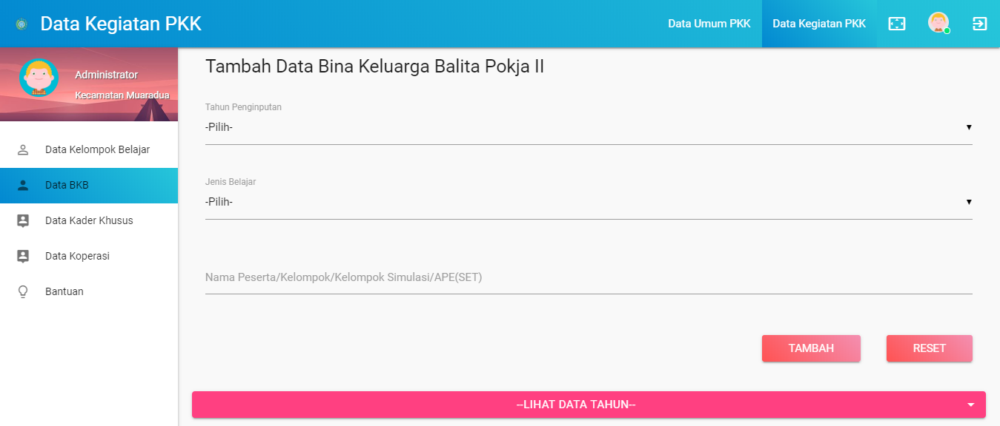 Data Kegiatan PKK
Data Umum PKK
Data Kegiatan PKK
Administrator
Kecamatan Muaradua
Data Kelompok Belajar
Data BKB
Data Kader Khusus
Data Koperasi
Bantuan
Tambah Data Bina Keluarga Balita Pokja II
Tahun Penginputan
-Pilih-
Jenis Belajar
-Pilih-
Nama Peserta/Kelompok/Kelompok Simulasi/APE(SET)
TAMBAH
RESET
--LIHAT DATA TAHUN--